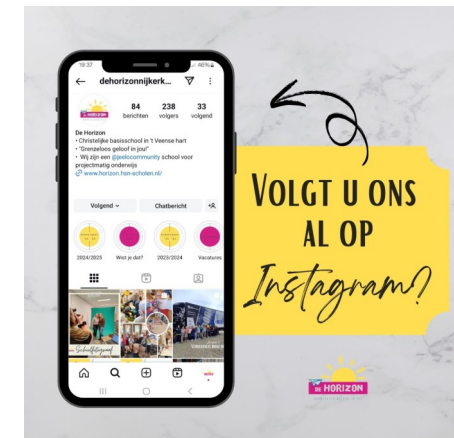 19:37
46%
dehorizonnijkerk...
84 238 33
berichten volgers volgend
De Horizon
• Christelijke basisschool in 't Veense hart
• "Grenzeloos geloof in jou!"
• Wij zijn een @jeelocommunity school voor
projectmatig onderwijs
www.horizon.hsn-scholen.nl/
Volgend
Chatbericht
2024/2025 Wist je dat? 2023/2024 Vacatures
VOLGT U ONS
AL OP
Instagram?
DE HORIZON